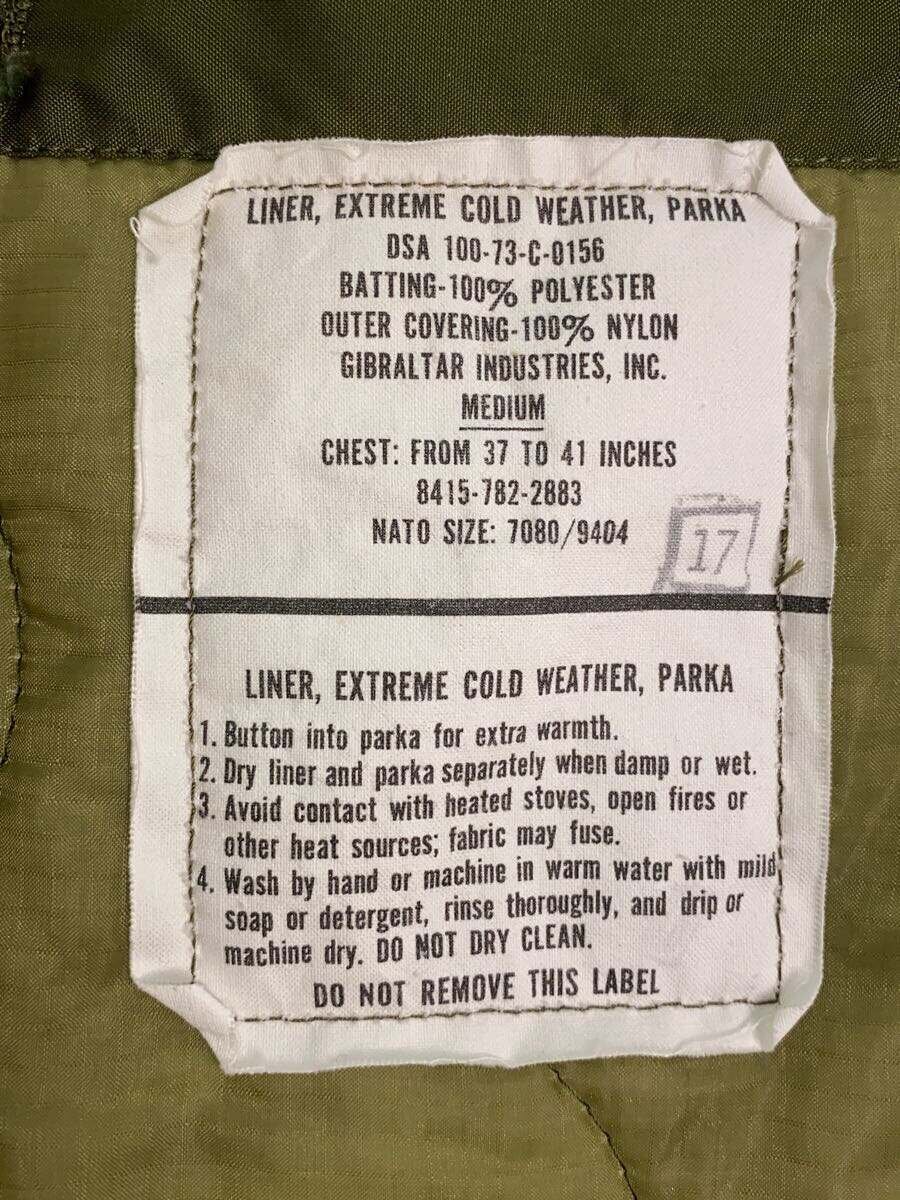 LINER, EXTREME COLD WEATHER, PARKA
DSA 100-73-C-0156
BATTING-100% POLYESTER
OUTER COVERING-100% NYLON
GIBRALTAR INDUSTRIES, INC.
MEDIUM
CHEST: FROM 37 TO 41 INCHES
8415-782-2883
NATO SIZE: 7080/9404
17
LINER, EXTREME COLD WEATHER, PARKA
1. Button into parka for extra warmth.
2. Dry liner and parka separately when damp or wet.
3. Avoid contact with heated stoves, open fires or
other heat sources; fabric may fuse.
4. Wash by hand or machine in warm water with mild
soap or detergent, rinse thoroughly, and drip or
machine dry. DO NOT DRY CLEAN.
DO NOT REMOVE THIS LABEL